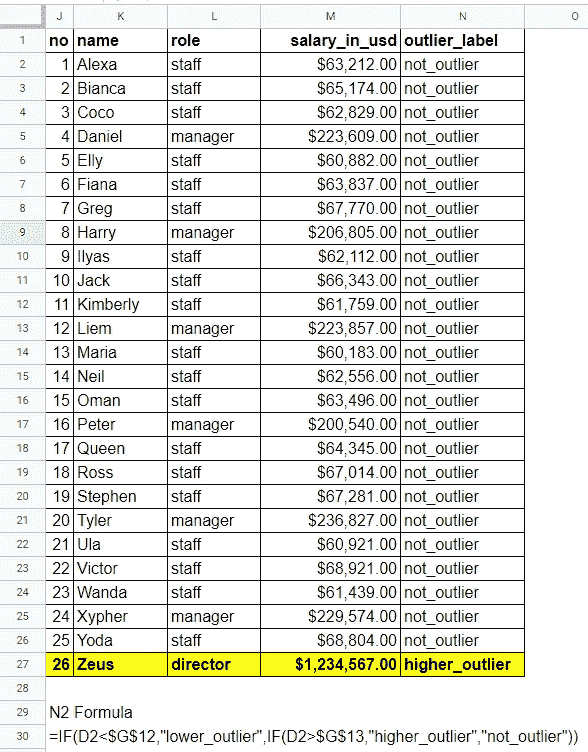 J K L M N O
1 no name role salary_in_usd outlier_label
2 1 Alexa staff $63,212.00 not_outlier
3 2 Bianca staff $65,174.00 not_outlier
4 3 Coco staff $62,829.00 not_outlier
5 4 Daniel manager $223,609.00 not_outlier
6 5 Elly staff $60,882.00 not_outlier
7 6 Fiana staff $63,837.00 not_outlier
8 7 Greg staff $67,770.00 not_outlier
9 8 Harry manager $206,805.00 not_outlier
10 9 Ilyas staff $62,112.00 not_outlier
11 10 Jack staff $66,343.00 not_outlier
12 11 Kimberly staff $61,759.00 not_outlier
13 12 Liem manager $223,857.00 not_outlier
14 13 Maria staff $60,183.00 not_outlier
15 14 Neil staff $62,556.00 not_outlier
16 15 Oman staff $63,496.00 not_outlier
17 16 Peter manager $200,540.00 not_outlier
18 17 Queen staff $64,345.00 not_outlier
19 18 Ross staff $67,014.00 not_outlier
20 19 Stephen staff $67,281.00 not_outlier
21 20 Tyler manager $236,827.00 not_outlier
22 21 Ula staff $60,921.00 not_outlier
23 22 Victor staff $68,921.00 not_outlier
24 23 Wanda staff $61,439.00 not_outlier
25 24 Xypher manager $229,574.00 not_outlier
26 25 Yoda staff $68,804.00 not_outlier
27 26 Zeus director $1,234,567.00 higher_outlier
28
29 N2 Formula
30 =IF(D2<$G$12,"lower_outlier",IF(D2>$G$13,"higher_outlier","not_outlier"))